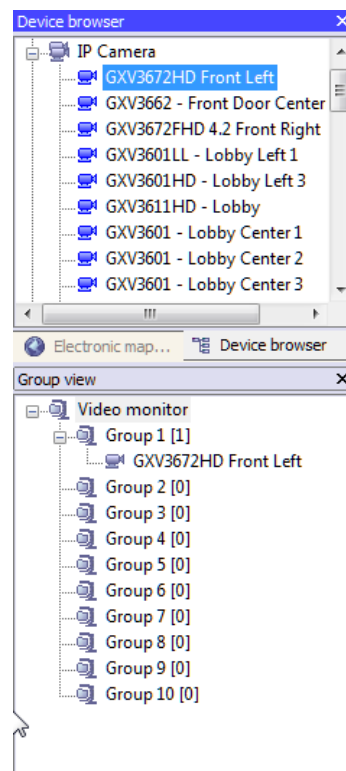 Device browser
IP Camera
GXV3672HD Front Left
GXV3662 - Front Door Center
GXV3672FHD 4.2 Front Right
GXV3601LL - Lobby Left 1
GXV3601HD - Lobby Left 3
GXV3611HD - Lobby
GXV3601 - Lobby Center 1
GXV3601 - Lobby Center 2
GXV3601 - Lobby Center 3
Electronic map... Device browser
Group view
Video monitor
Group 1 [1]
GXV3672HD Front Left
Group 2 [0]
Group 3 [0]
Group 4 [0]
Group 5 [0]
Group 6 [0]
Group 7 [0]
Group 8 [0]
Group 9 [0]
Group 10 [0]